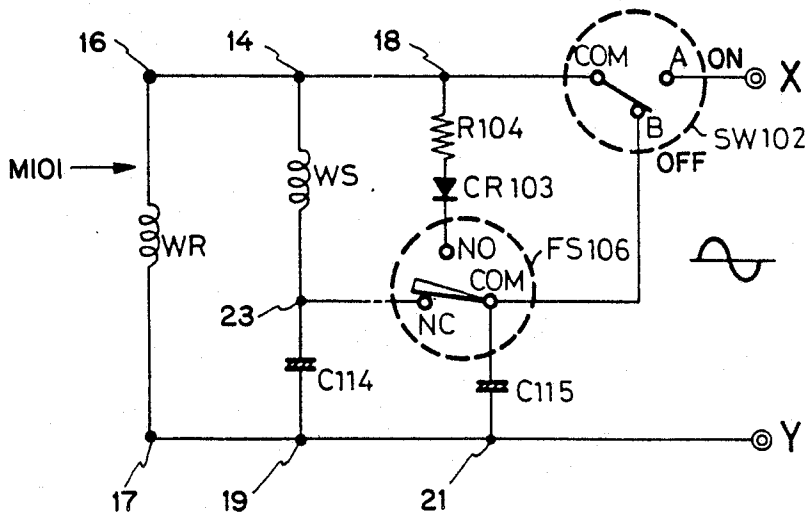 16
14
18
COM
A
ON
X
B
SW102
OFF
R104
M101
WS
CR103
WR
NO
FS106
COM
23
NC
C114
C115
Y
17
19
21